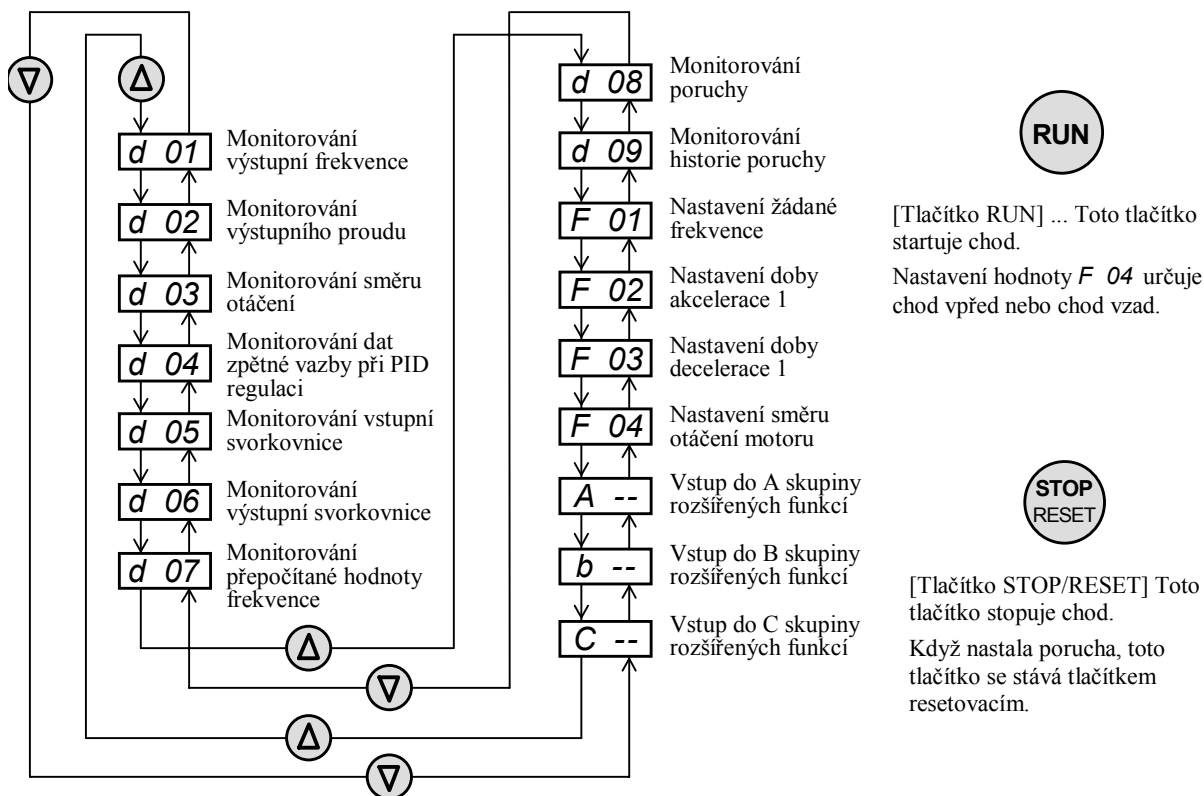 d 01
Monitorování
výstupní frekvence
d 02
Monitorování
výstupního proudu
d 03
Monitorování směru
otáčení
d 04
Monitorování dat
zpětné vazby při PID
regulaci
d 05
Monitorování vstupní
svorkovnice
d 06
Monitorování
výstupní svorkovnice
d 07
Monitorování
přepočítané hodnoty
frekvence
d 08
Monitorování
poruchy
d 09
Monitorování
historie poruchy
F 01
Nastavení žádané
frekvence
F 02
Nastavení doby
akcelerace 1
F 03
Nastavení doby
decelerace 1
F 04
Nastavení směru
otáčení motoru
A --
Vstup do A skupiny
rozšířených funkcí
b --
Vstup do B skupiny
rozšířených funkcí
C --
Vstup do C skupiny
rozšířených funkcí
RUN
[Tlačítko RUN] ... Toto tlačítko
startuje chod.
Nastavení hodnoty F 04 určuje
chod vpřed nebo chod vzad.
STOP
RESET
[Tlačítko STOP/RESET] Toto
tlačítko stopuje chod.
Když nastala porucha, toto
tlačítko se stává tlačítkem
resetovacím.